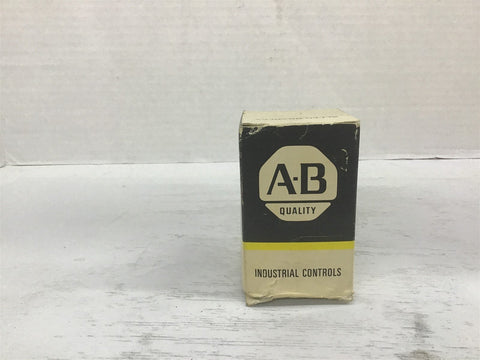 A-B
QUALITY
INDUSTRIAL CONTROLS